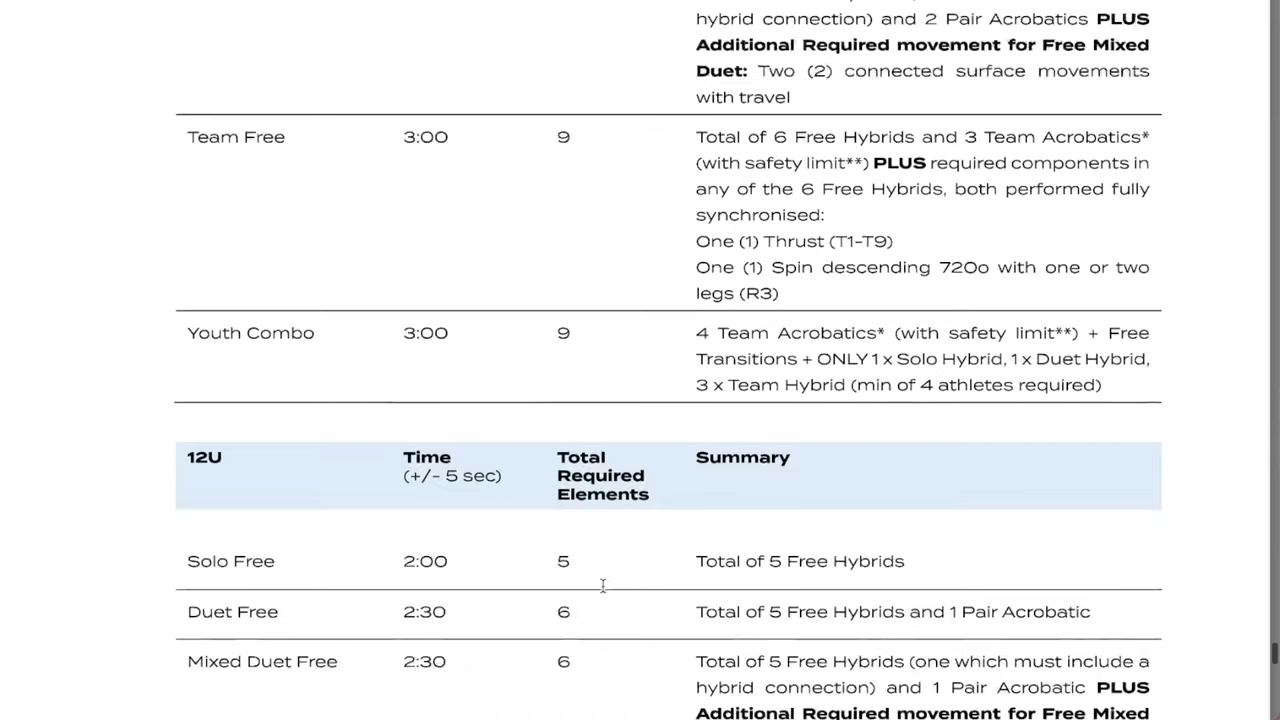 hybrid connection) and 2 Pair Acrobatics PLUS
Additional Required movement for Free Mixed
Duet: Two (2) connected surface movements
with travel
Team Free 3:00 9 Total of 6 Free Hybrids and 3 Team Acrobatics*
(with safety limit**) PLUS required components in
any of the 6 Free Hybrids, both performed fully
synchronised:
One (1) Thrust (T1-T9)
One (1) Spin descending 720o with one or two
legs (R3)
Youth Combo 3:00 9 4 Team Acrobatics* (with safety limit**) + Free
Transitions + ONLY 1 x Solo Hybrid, 1 x Duet Hybrid,
3 x Team Hybrid (min of 4 athletes required)
12U Time Total Summary
(+/- 5 sec) Required
Elements
Solo Free 2:00 5 Total of 5 Free Hybrids
Duet Free 2:30 6 Total of 5 Free Hybrids and 1 Pair Acrobatic
Mixed Duet Free 2:30 6 Total of 5 Free Hybrids (one which must include a
hybrid connection) and 1 Pair Acrobatic PLUS
Additional Required movement for Free Mixed